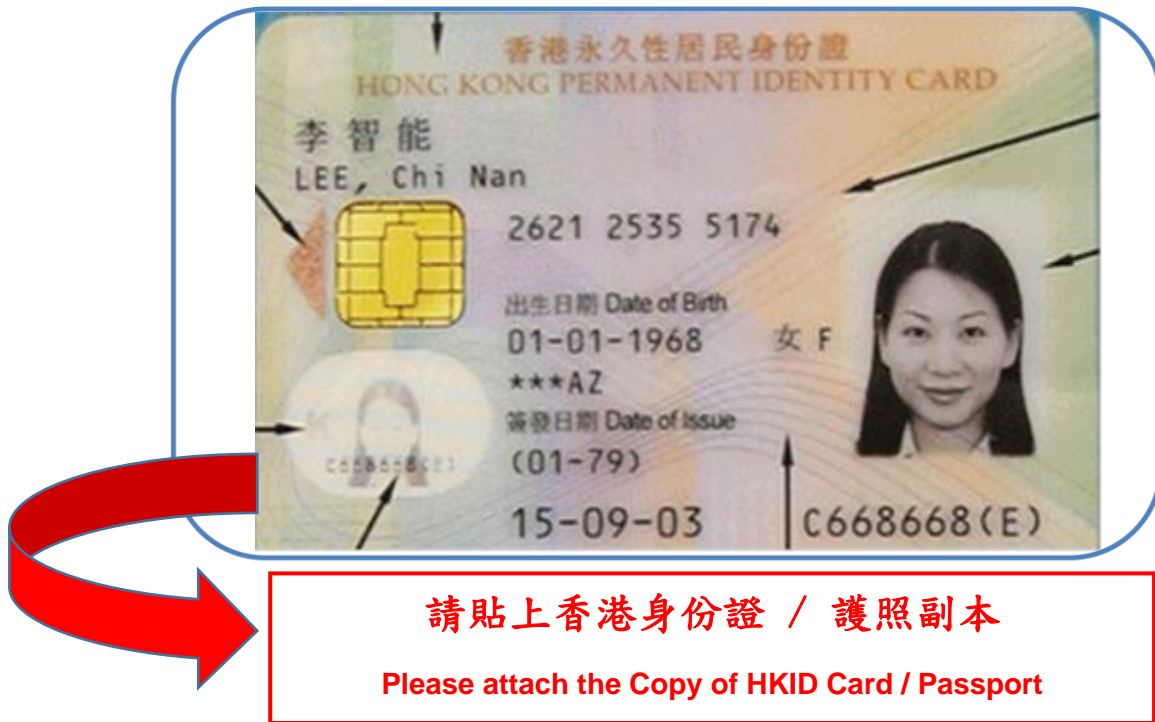 香港永久性居民身份證
HONG KONG PERMANENT IDENTITY CARD
李智能
LEE, Chi Nan
2621 2535 5174
出生日期 Date of Birth
01-01-1968 女 F
***AZ
簽發日期 Date of Issue
(01-79)
C668668(E)
15-09-03 C668668(E)
請貼上香港身份證 / 護照副本
Please attach the Copy of HKID Card / Passport